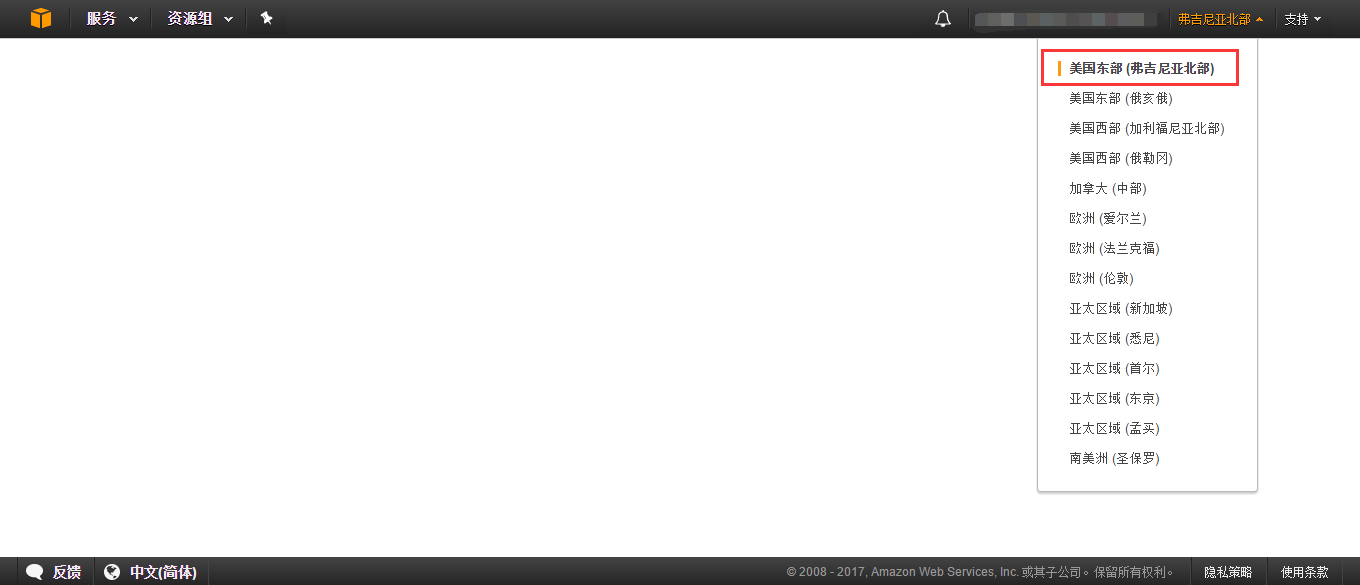 服务 资源组 弗吉尼亚北部 支持
美国东部 (弗吉尼亚北部)
美国东部 (俄亥俄)
美国西部 (加利福尼亚北部)
美国西部 (俄勒冈)
加拿大 (中部)
欧洲 (爱尔兰)
欧洲 (法兰克福)
欧洲 (伦敦)
亚太区域 (新加坡)
亚太区域 (悉尼)
亚太区域 (首尔)
亚太区域 (东京)
亚太区域 (孟买)
南美洲 (圣保罗)
反馈 中文(简体) © 2008 - 2017, Amazon Web Services, Inc. 或其子公司。保留所有权利。 隐私策略 使用条款